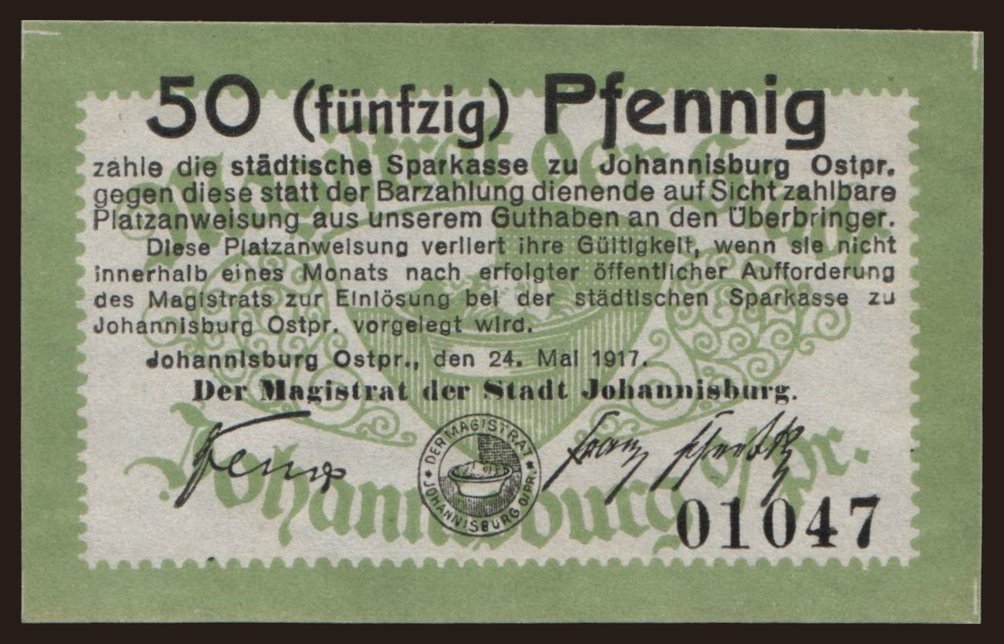 50 (fünfzig) Pfennig
zahle die städtische Sparkasse zu Johannisburg Ostpr.
gegen diese statt der Barzahlung dienende auf Sicht zahlbare
Platzanweisung aus unserem Guthaben an den Überbringer.
Diese Platzanweisung verliert ihre Gültigkeit, wenn sie nicht
innerhalb eines Monats nach erfolgter öffentlicher Aufforderung
des Magistrats zur Einlösung bei der städtischen Sparkasse zu
Johannisburg Ostpr. vorgelegt wird.
Johannisburg Ostpr., den 24. Mai 1917.
Der Magistrat der Stadt Johannisburg.
DER MAGISTRAT
JOHANNISBURG O/PR.
Johannisburg o/pr.
01047